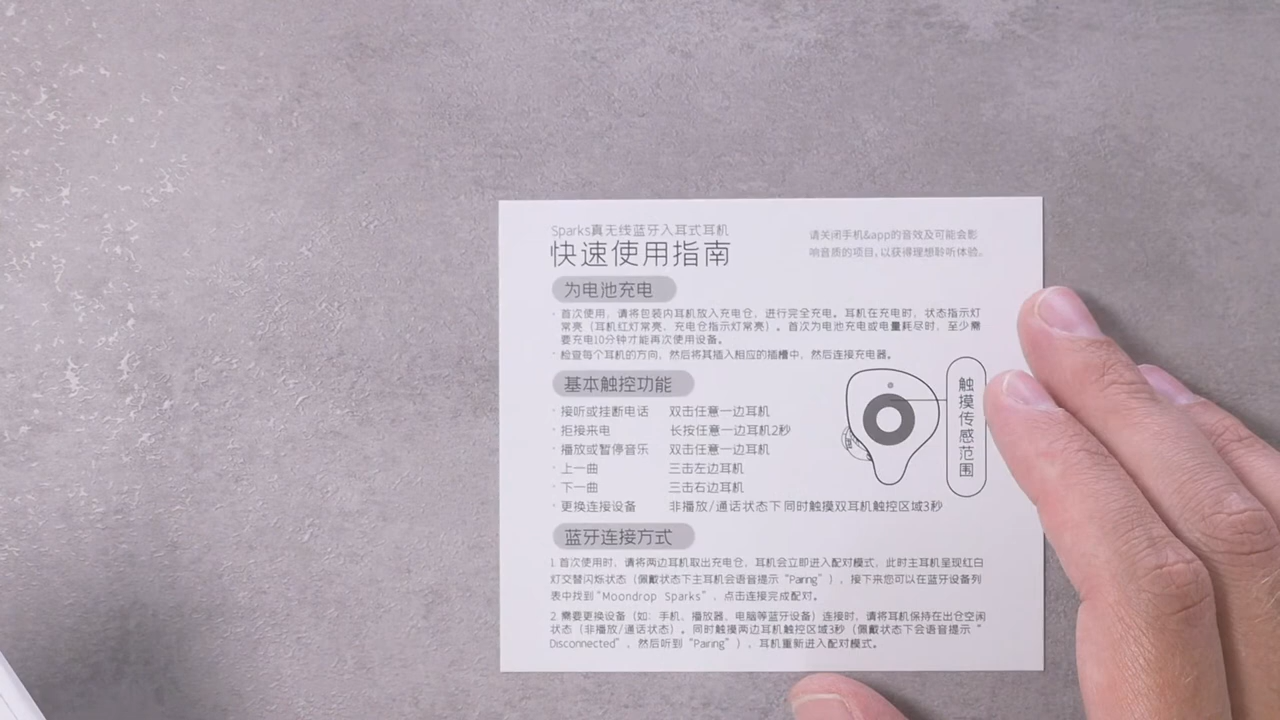 Sparks真无线蓝牙入耳式耳机
快速使用指南
请关闭手机&app的音效及可能会影
响音质的项目,以获得理想聆听体验。
为电池充电
· 首次使用，请将包装内耳机放入充电仓，进行完全充电。耳机在充电时，状态指示灯
常亮（耳机红灯常亮、充电仓指示灯常亮）。首次为电池充电或电量耗尽时，至少需
要充电10分钟才能再次使用设备。
· 检查每个耳机的方向，然后将其插入相应的插槽中，然后连接充电器。
基本触控功能
· 接听或挂断电话 双击任意一边耳机
· 拒接来电 长按任意一边耳机2秒
· 播放或暂停音乐 双击任意一边耳机
· 上一曲 三击左边耳机
· 下一曲 三击右边耳机
· 更换连接设备 非播放/通话状态下同时触摸双耳机触控区域3秒
触摸传感范围
蓝牙连接方式
1.首次使用时，请将两边耳机取出充电仓，耳机会立即进入配对模式，此时主耳机呈现红白
灯交替闪烁状态（佩戴状态下主耳机会语音提示“Pairing”），接下来您可以在蓝牙设备列
表中找到“Moondrop Sparks”，点击连接完成配对。
2.需要更换设备（如：手机、播放器、电脑等蓝牙设备）连接时，请将耳机保持在出仓空闲
状态（非播放/通话状态）。同时触摸两边耳机触控区域3秒（佩戴状态下会语音提示“
Disconnected”，然后听到“Pairing”），耳机重新进入配对模式。